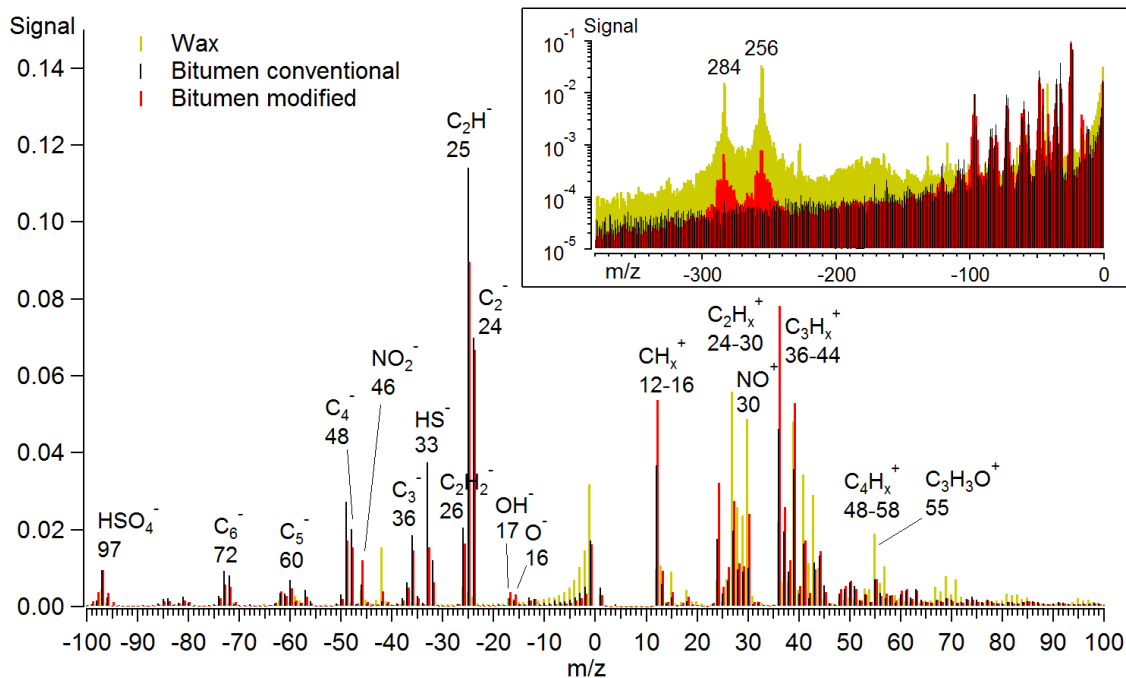 Signal
0.14
0.12
0.10
0.08
0.06
0.04
0.02
0.00
Wax
Bitumen conventional
Bitumen modified
C₂H⁻
25
C₂⁻
24
NO₂⁻
46
C₄⁻
48
HS⁻
33
C₃⁻
36
C₂H₂⁻
26
OH⁻
17
O⁻
16
HSO₄⁻
97
C₆⁻
72
C₅⁻
60
CHₓ⁺
12-16
C₂Hₓ⁺
24-30
NO⁺
30
C₃Hₓ⁺
36-44
C₄Hₓ⁺
48-58
C₃H₃O⁺
55
-100 -90 -80 -70 -60 -50 -40 -30 -20 -10 0 10 20 30 40 50 60 70 80 90 100
m/z
Signal
10⁻¹
10⁻²
10⁻³
10⁻⁴
10⁻⁵
284
256
m/z -300 -200 -100 0